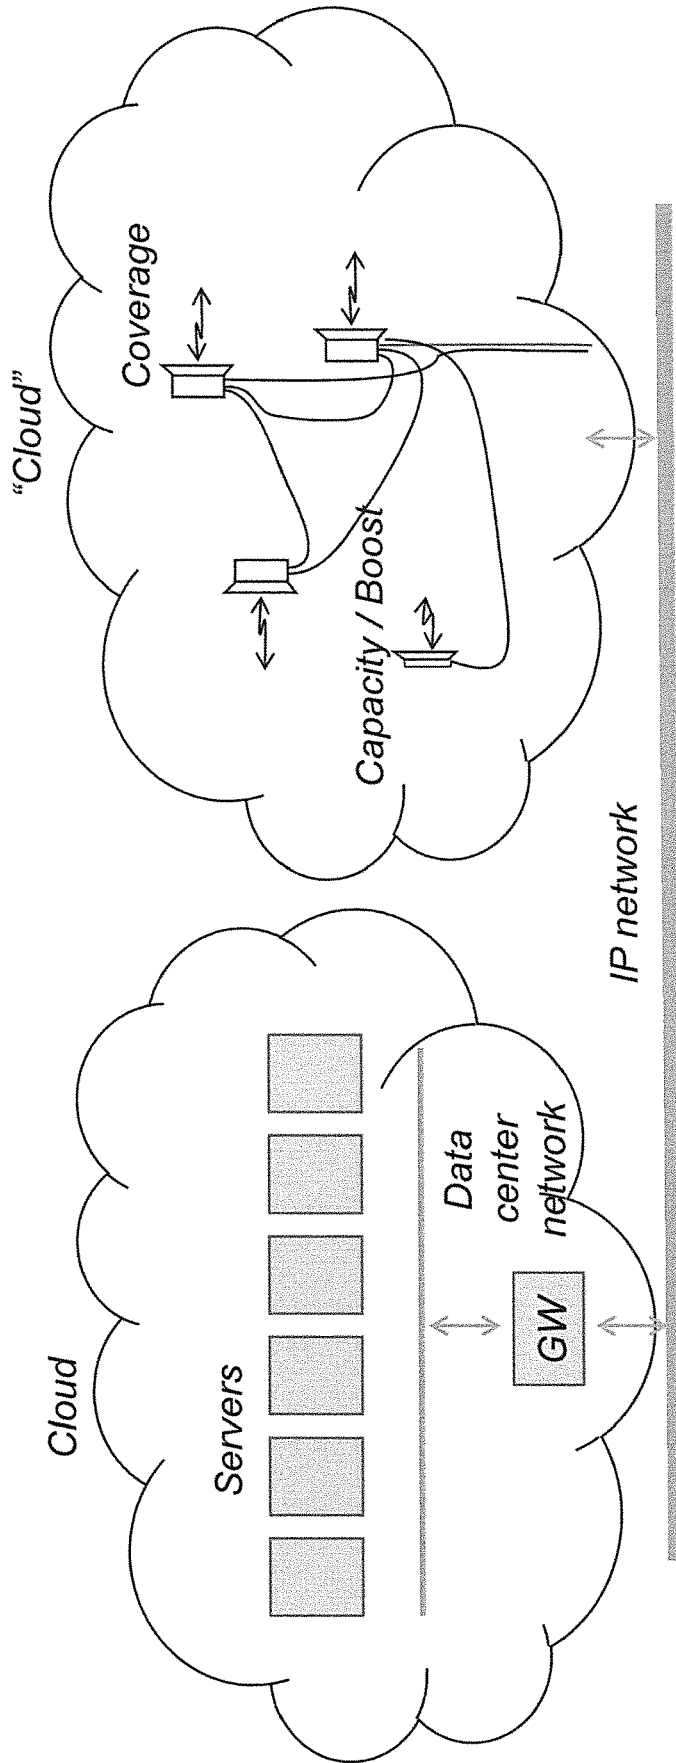 Cloud
Servers
Data
center
network
GW
IP network
“Cloud”
Coverage
Capacity / Boost